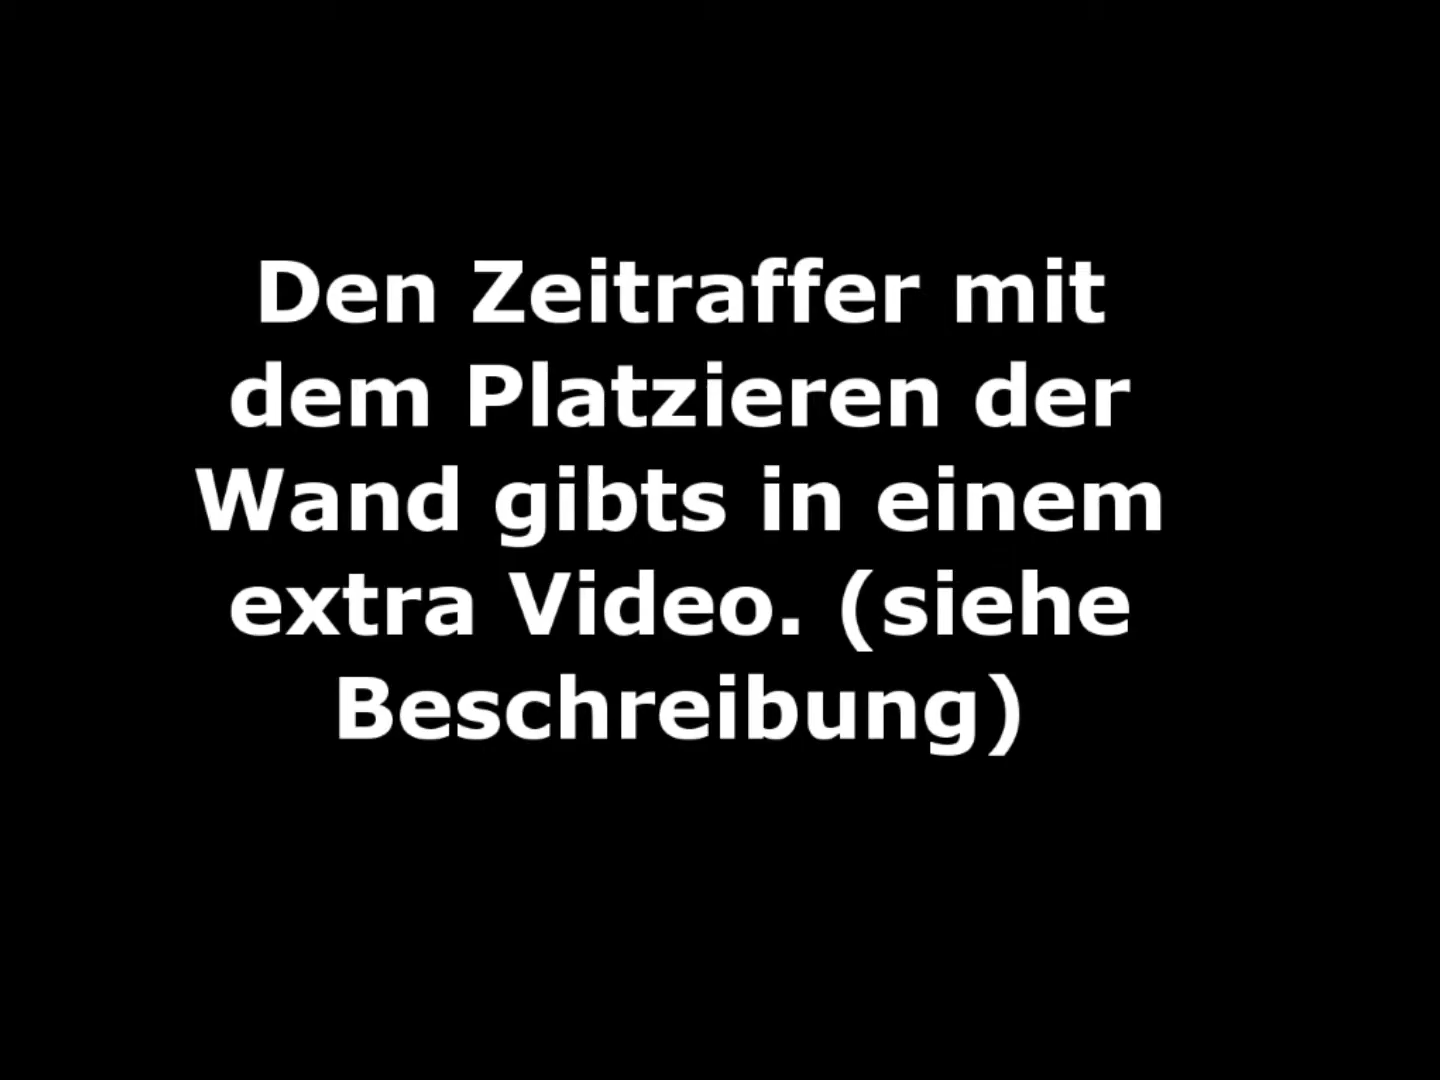 Den Zeitraffer mit
dem Platzieren der
Wand gibts in einem
extra Video. (siehe
Beschreibung)